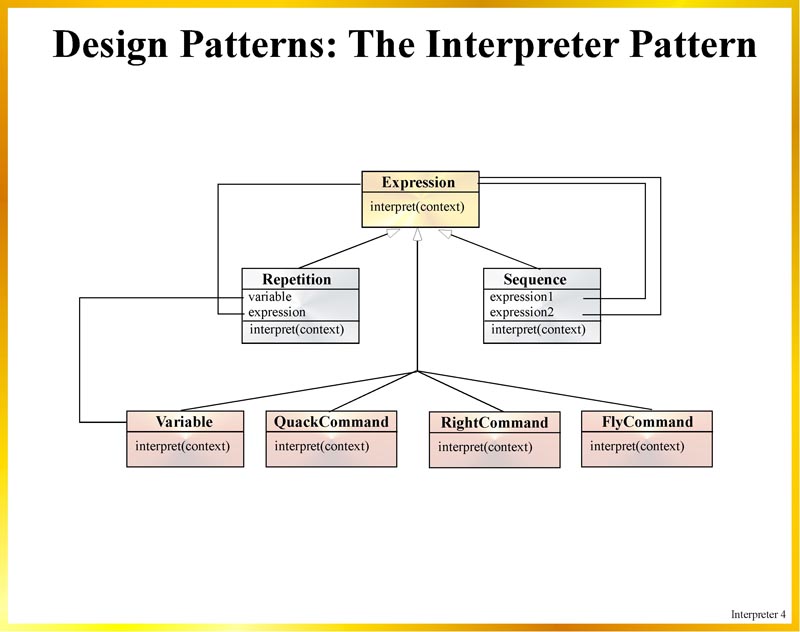 Design Patterns: The Interpreter Pattern
Expression
interpret(context)
Repetition
variable
expression
interpret(context)
Sequence
expression1
expression2
interpret(context)
Variable
interpret(context)
QuackCommand
interpret(context)
RightCommand
interpret(context)
FlyCommand
interpret(context)
Interpreter 4